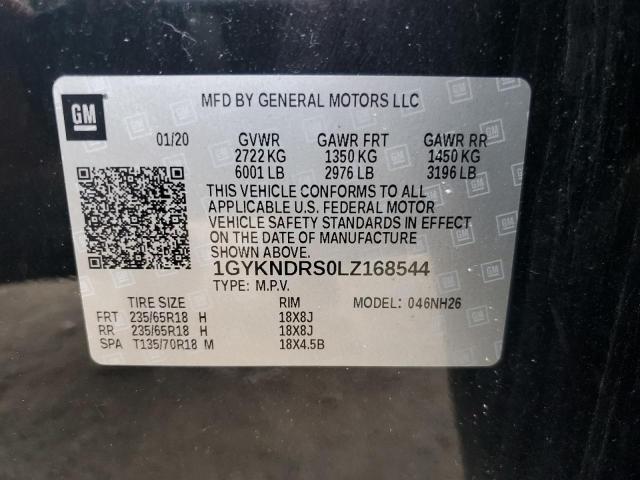 GM
MFD BY GENERAL MOTORS LLC
01/20 GVWR GAWR FRT GAWR RR
2722 KG 1350 KG 1450 KG
6001 LB 2976 LB 3196 LB
THIS VEHICLE CONFORMS TO ALL
APPLICABLE U.S. FEDERAL MOTOR
VEHICLE SAFETY STANDARDS IN EFFECT
ON THE DATE OF MANUFACTURE
SHOWN ABOVE.
1GYKNDRS0LZ168544
TYPE: M.P.V.
TIRE SIZE RIM MODEL: 046NH26
FRT 235/65R18 H 18X8J
RR 235/65R18 H 18X8J
SPA T135/70R18 M 18X4.5B